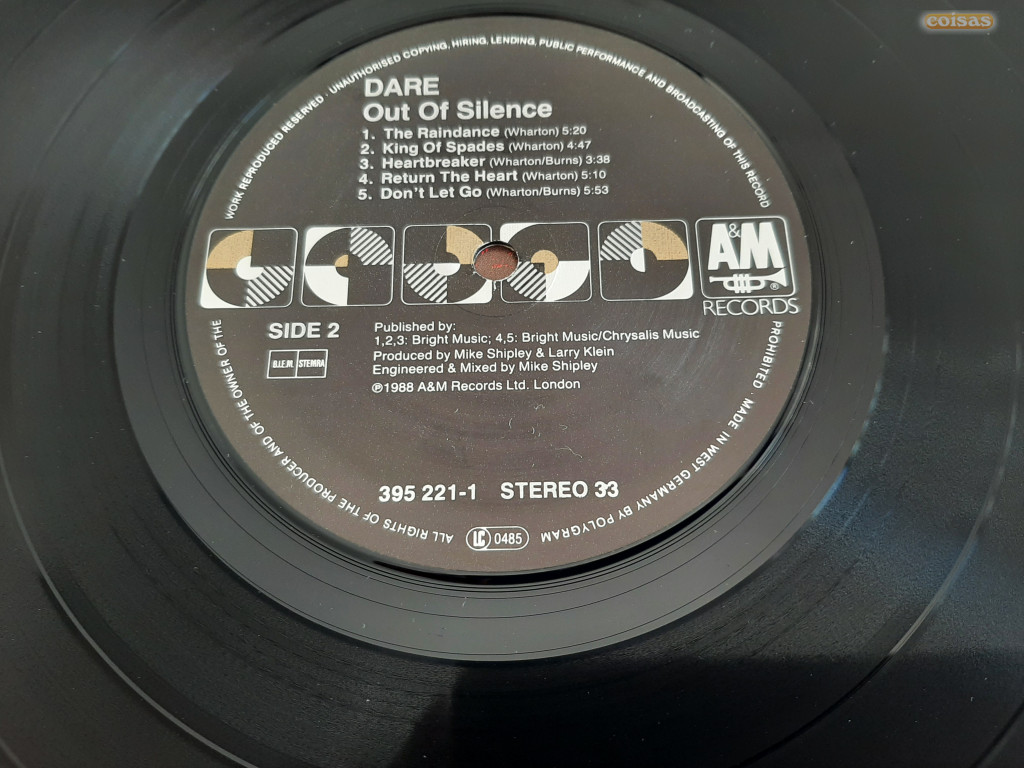 coisas
WORK REPRODUCED RESERVED · UNAUTHORISED COPYING, HIRING, LENDING, PUBLIC PERFORMANCE AND BROADCASTING OF THIS RECORD
DARE
Out Of Silence
1. The Raindance (Wharton) 5:20
2. King Of Spades (Wharton) 4:47
3. Heartbreaker (Wharton/Burns) 3:38
4. Return The Heart (Wharton) 5:10
5. Don't Let Go (Wharton/Burns) 5:53
A&M
®
RECORDS
SIDE 2
B.I.E.M. STEMRA
Published by:
1,2,3: Bright Music; 4,5: Bright Music/Chrysalis Music
Produced by Mike Shipley & Larry Klein
Engineered & Mixed by Mike Shipley
℗1988 A&M Records Ltd. London
395 221-1 STEREO 33
LC 0485
PROHIBITED · MADE IN WEST GERMANY BY POLYGRAM
ALL RIGHTS OF THE PRODUCER AND OF THE OWNER OF THE